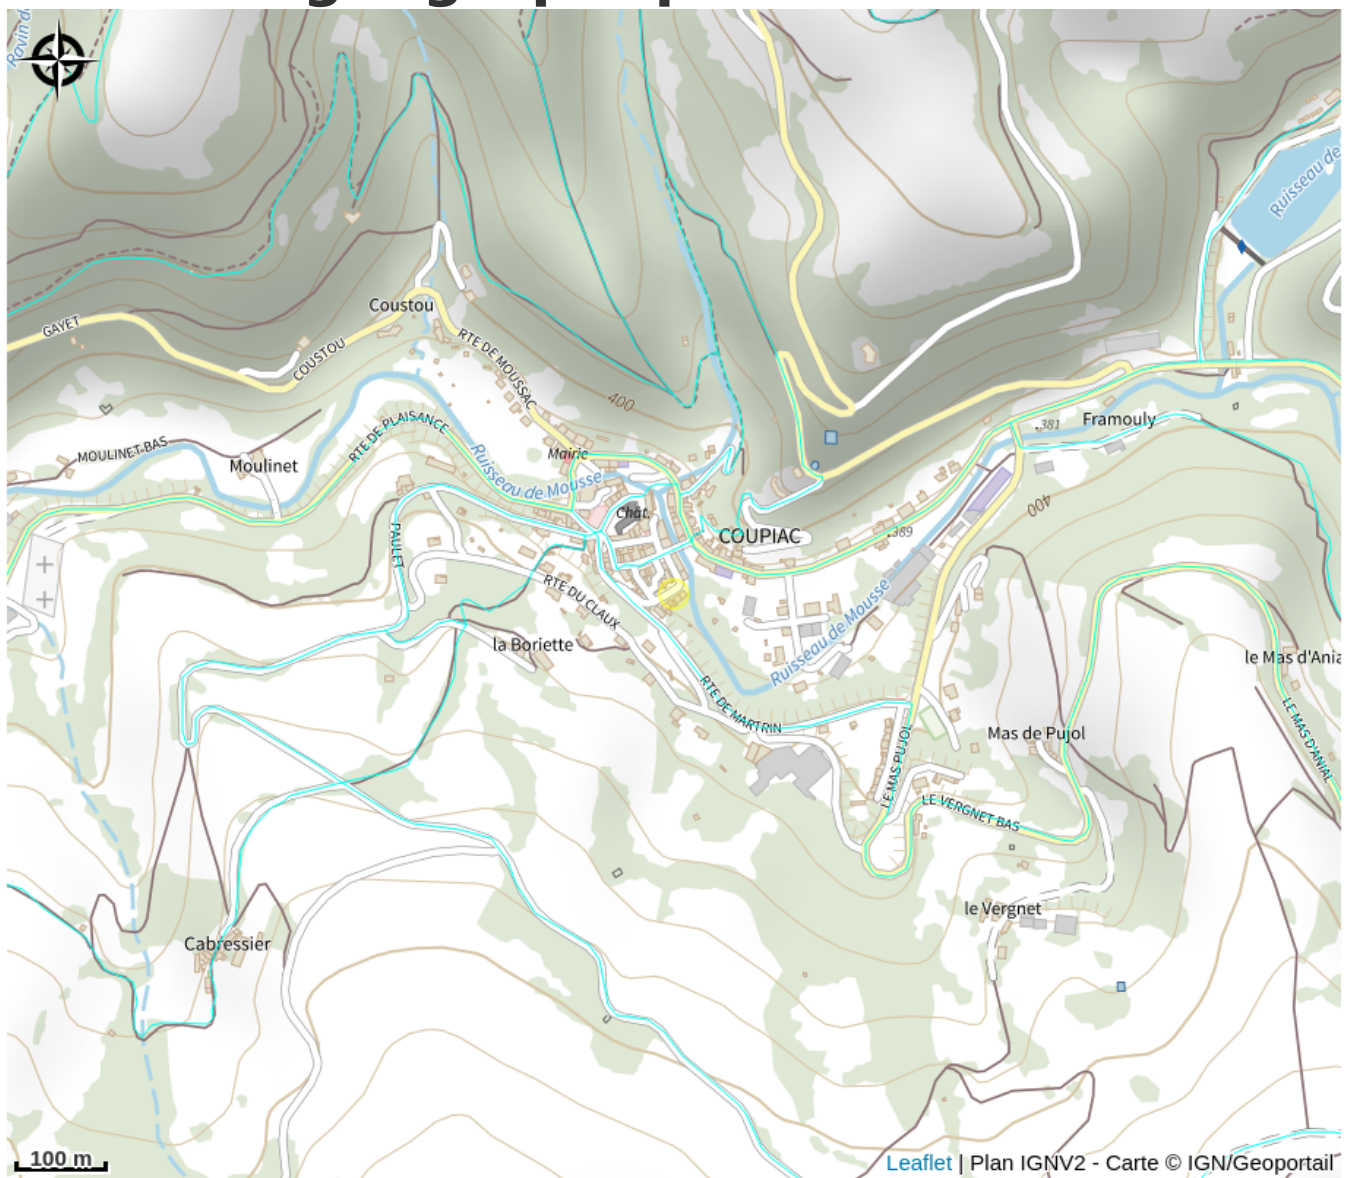 Ruisseau de
Coustou
GAYET
COUSTOU
RTE DE MOUSSAC
400
381
Framouly
RTE DE PLAISANCE
MOULINET-BAS
Moulinet
Mairie
Ruisseau de Mousse
Chât.
COUPIAC
389
400
PAULET
RTE DU CLAUX
la Boriette
Ruisseau de Mousse
le Mas d'Ania
RTE DE MARTRIN
LE MAS PUJOL
Mas de Pujol
LE MAS D'ANIAL
LE VERGNET BAS
le Vergnet
Cabressier
100 m
Leaflet | Plan IGNV2 - Carte © IGN/Geoportail